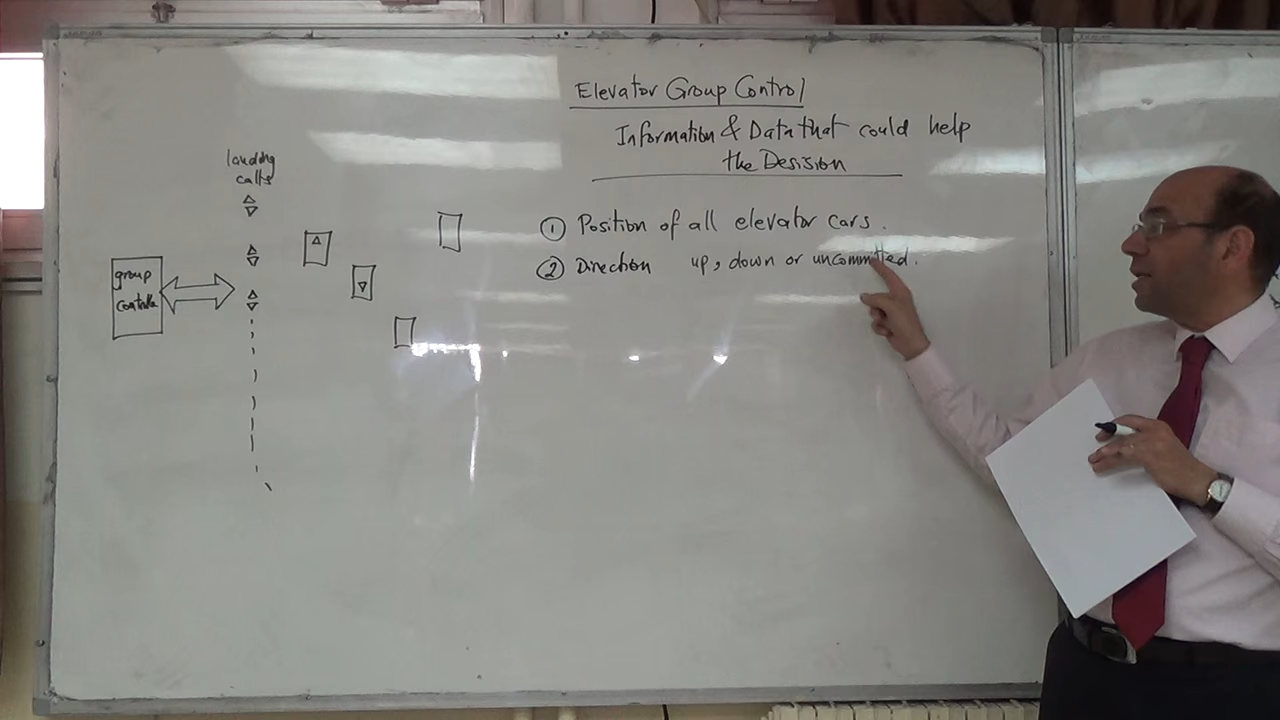 Elevator Group Control
Information & Data that could help
the Desision
landing
calls
① Position of all elevator cars.
② Direction up, down or uncommitted.
group